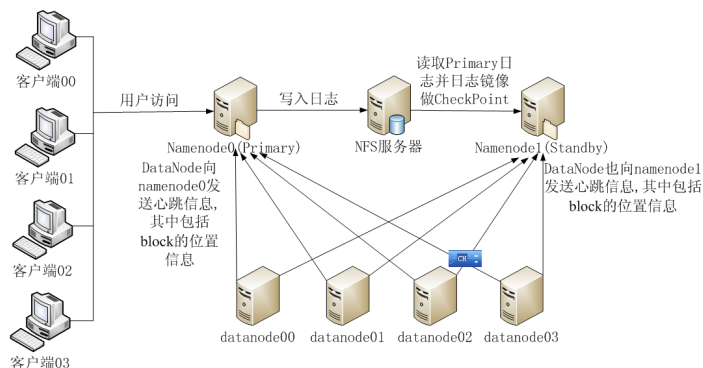 客户端00
客户端01
客户端02
客户端03
用户访问
Namenode0(Primary)
写入日志
NFS服务器
读取Primary日
志并日志镜像
做CheckPoint
Namenode1(Standby)
DataNode向
namenode0发
送心跳信息,
其中包括
block的位置
信息
DataNode也向namenode1
发送心跳信息,其中包括
block的位置信息
CH
datanode00
datanode01
datanode02
datanode03